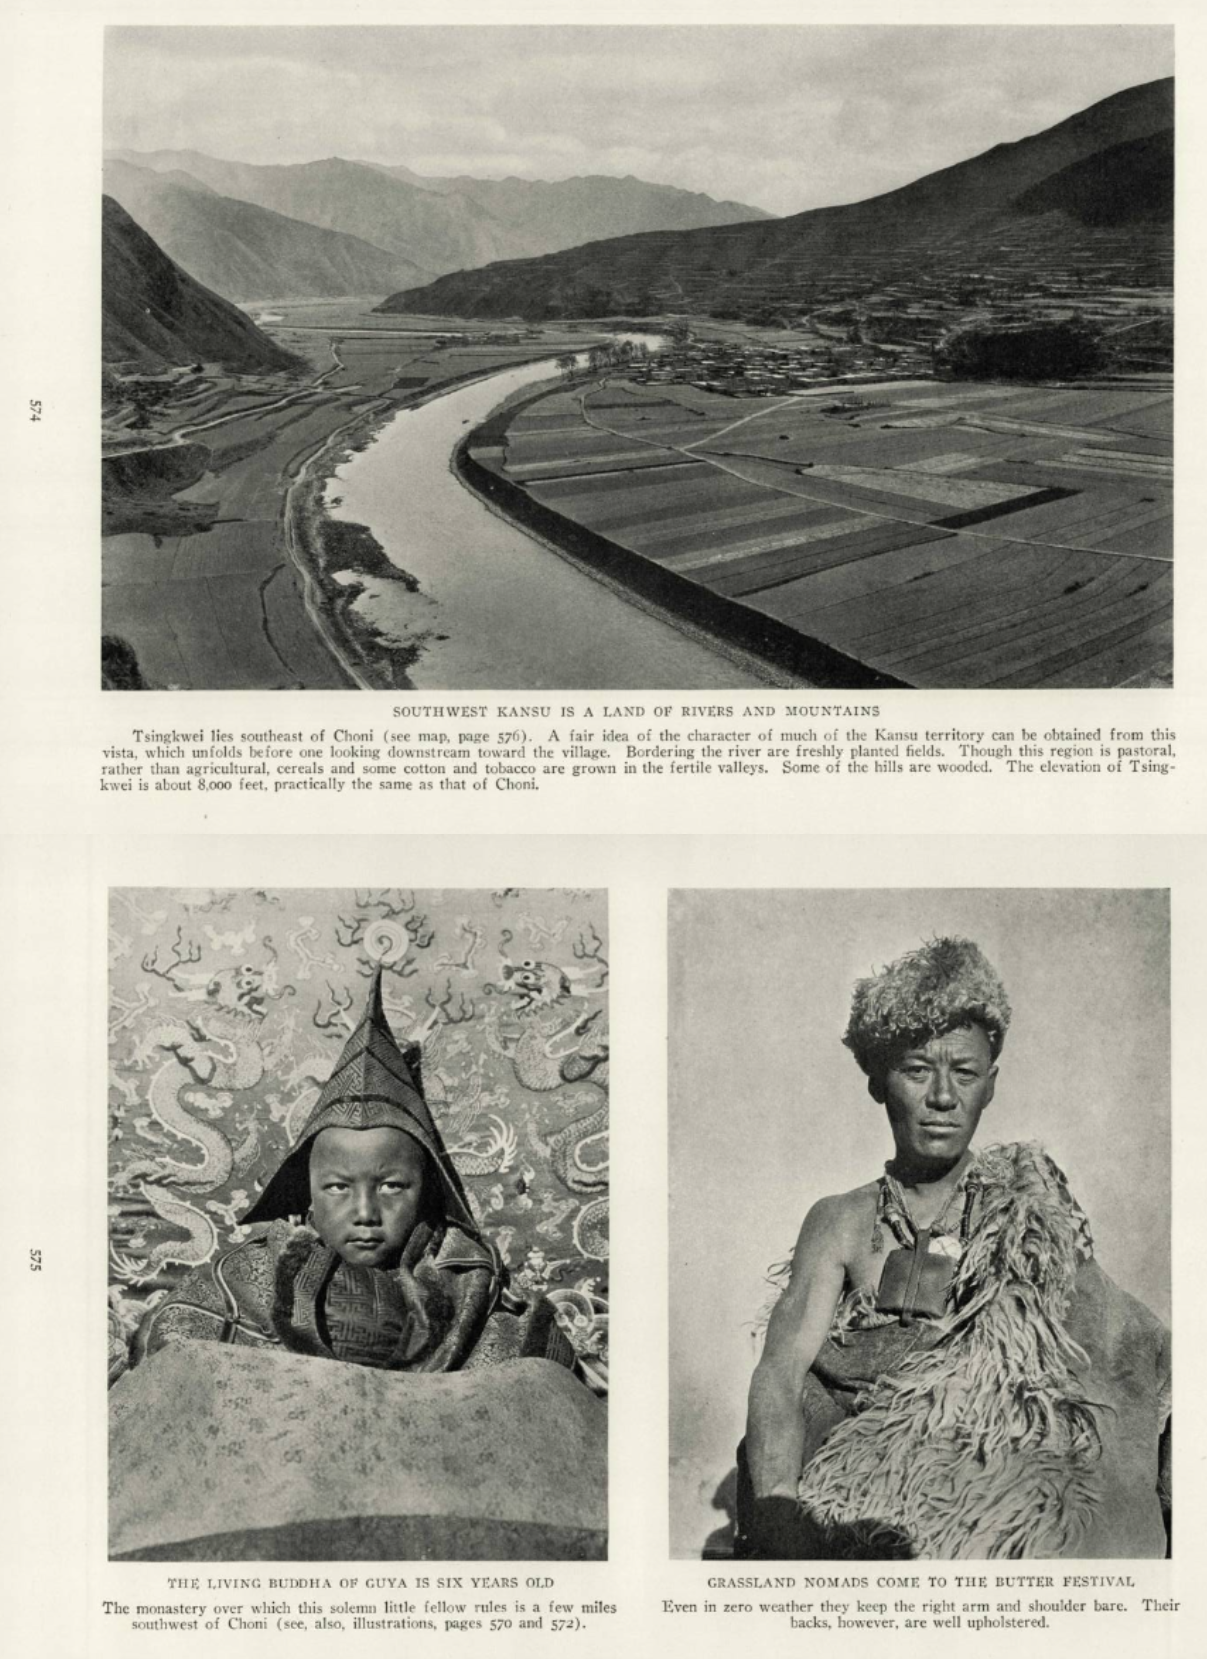 574
SOUTHWEST KANSU IS A LAND OF RIVERS AND MOUNTAINS
Tsingkwei lies southeast of Choni (see map, page 576). A fair idea of the character of much of the Kansu territory can be obtained from this
vista, which unfolds before one looking downstream toward the village. Bordering the river are freshly planted fields. Though this region is pastoral,
rather than agricultural, cereals and some cotton and tobacco are grown in the fertile valleys. Some of the hills are wooded. The elevation of Tsing-
kwei is about 8,000 feet, practically the same as that of Choni.
575
THE LIVING BUDDHA OF GUYA IS SIX YEARS OLD
The monastery over which this solemn little fellow rules is a few miles
southwest of Choni (see, also, illustrations, pages 570 and 572).
GRASSLAND NOMADS COME TO THE BUTTER FESTIVAL
Even in zero weather they keep the right arm and shoulder bare. Their
backs, however, are well upholstered.